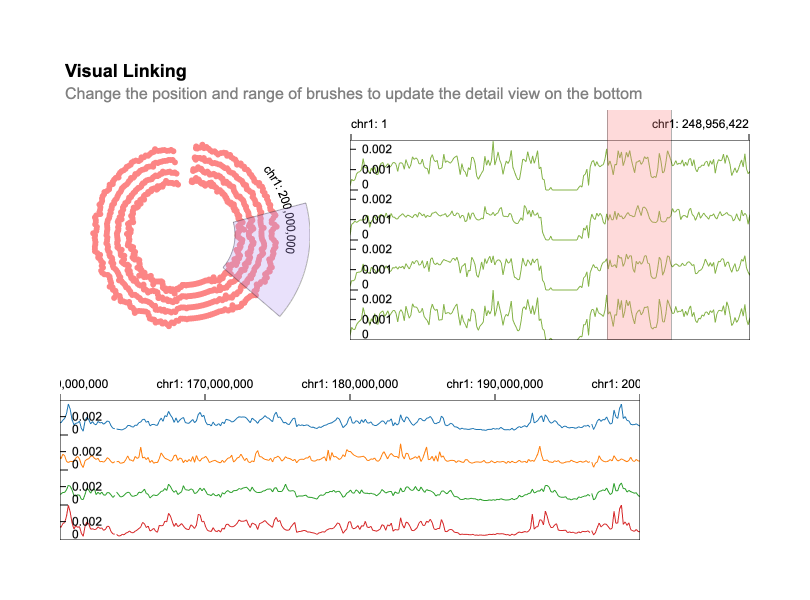 Visual Linking
Change the position and range of brushes to update the detail view on the bottom
chr1: 200,000,000
chr1: 1
chr1: 248,956,422
0.002
0.001
0
0.002
0.001
0
0.002
0.001
0
0.002
0.001
0
0,000,000
chr1: 170,000,000
chr1: 180,000,000
chr1: 190,000,000
chr1: 200
0.002
0
0.002
0
0.002
0
0.002
0